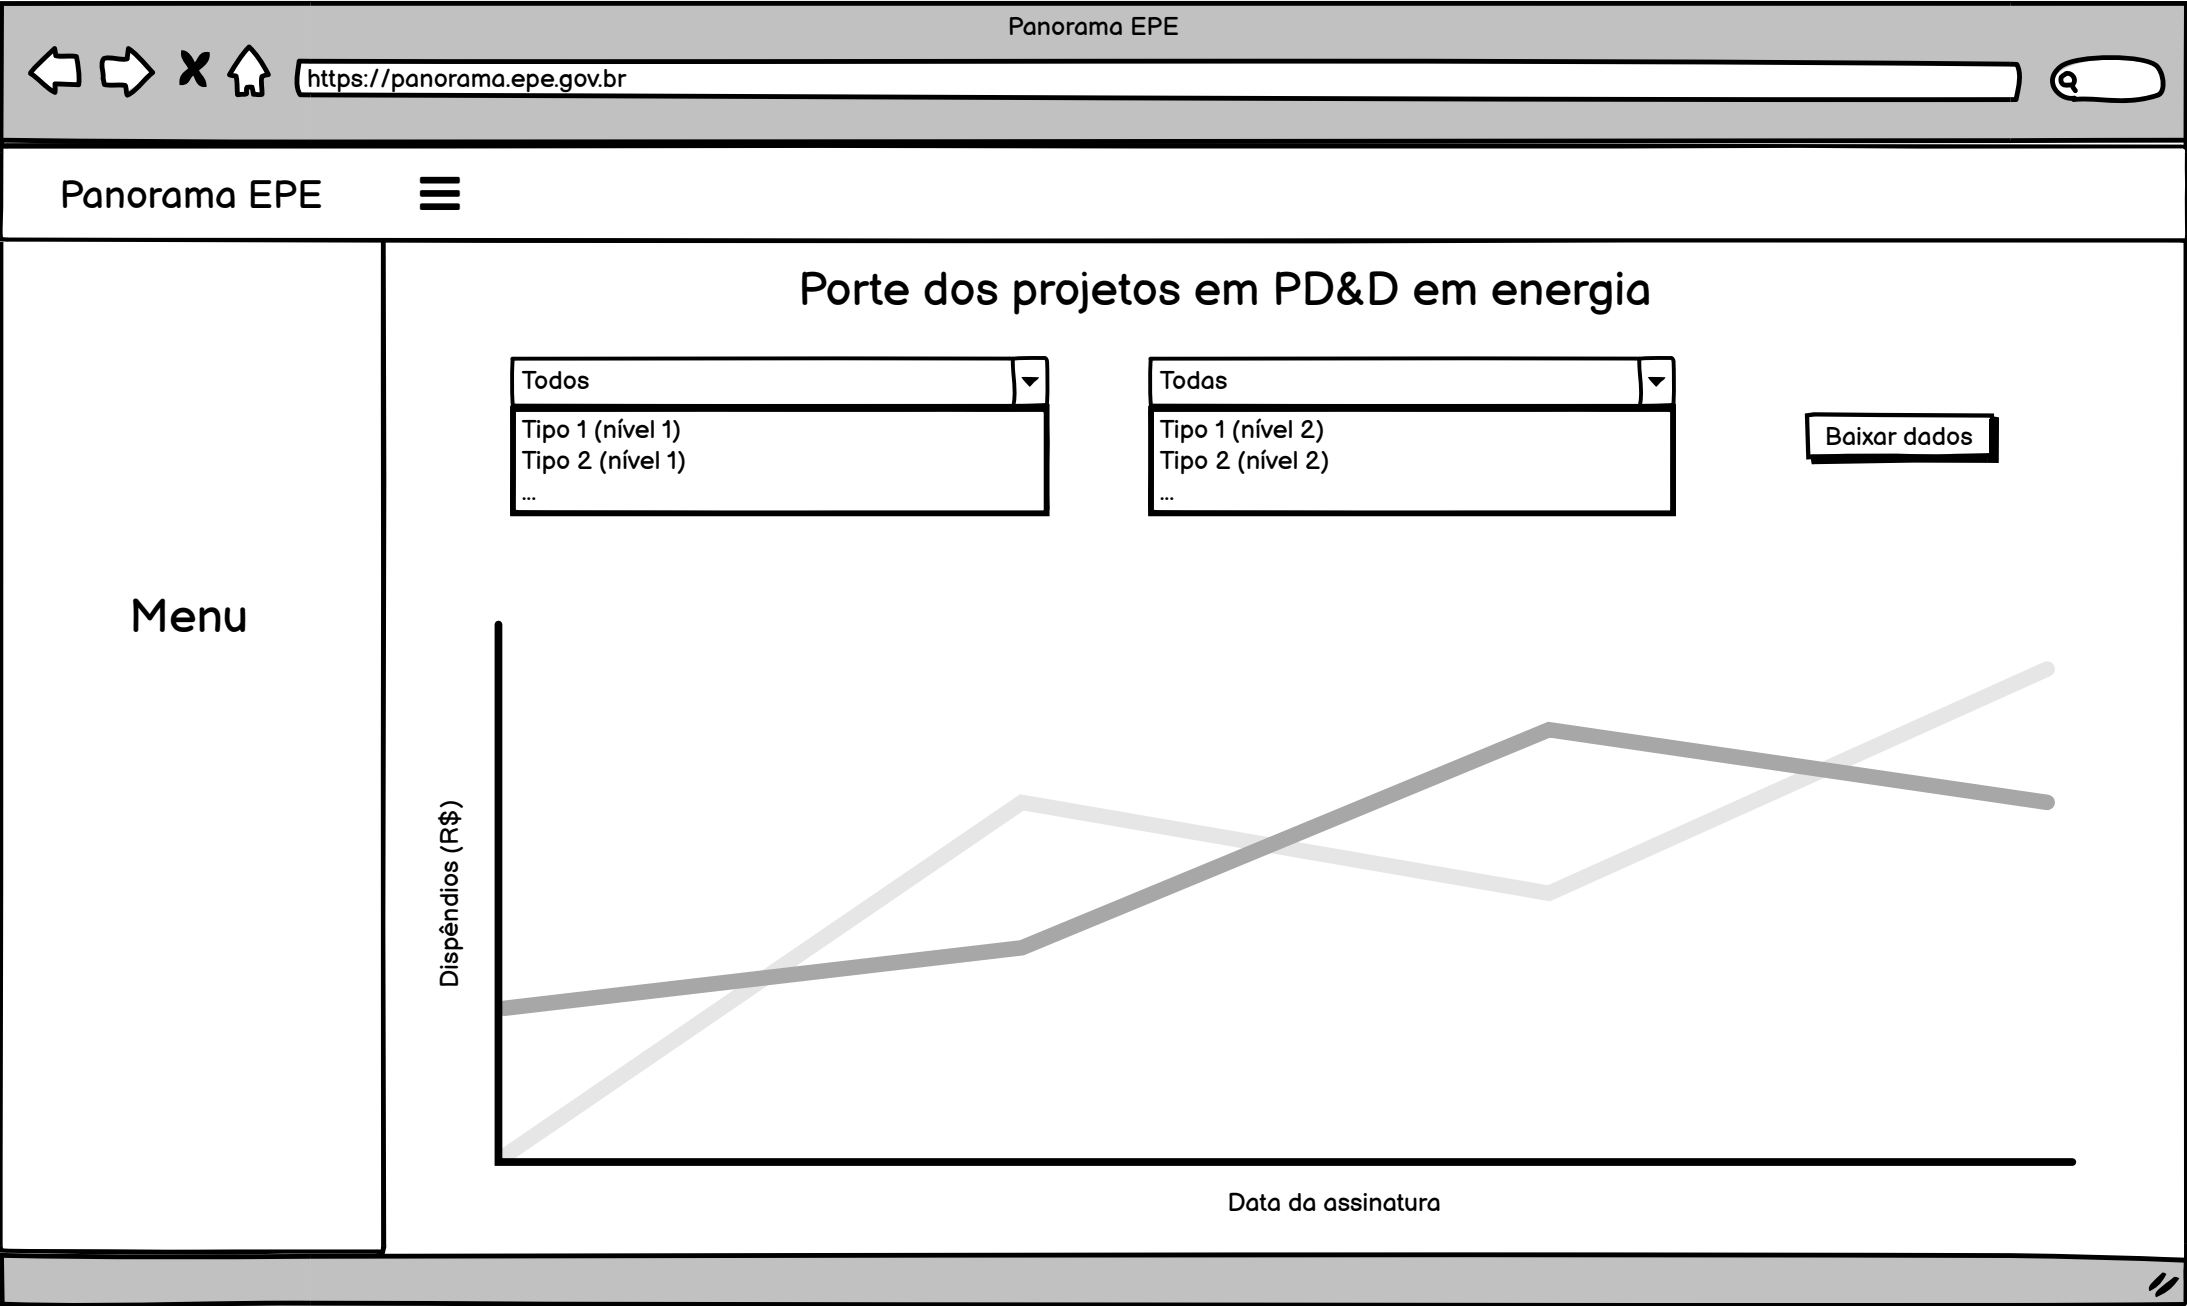 Panorama EPE
https://panorama.epe.gov.br
Panorama EPE
Menu
Porte dos projetos em PD&D em energia
Todos
Tipo 1 (nível 1)
Tipo 2 (nível 1)
...
Todas
Tipo 1 (nível 2)
Tipo 2 (nível 2)
...
Baixar dados
Dispêndios (R$)
Data da assinatura